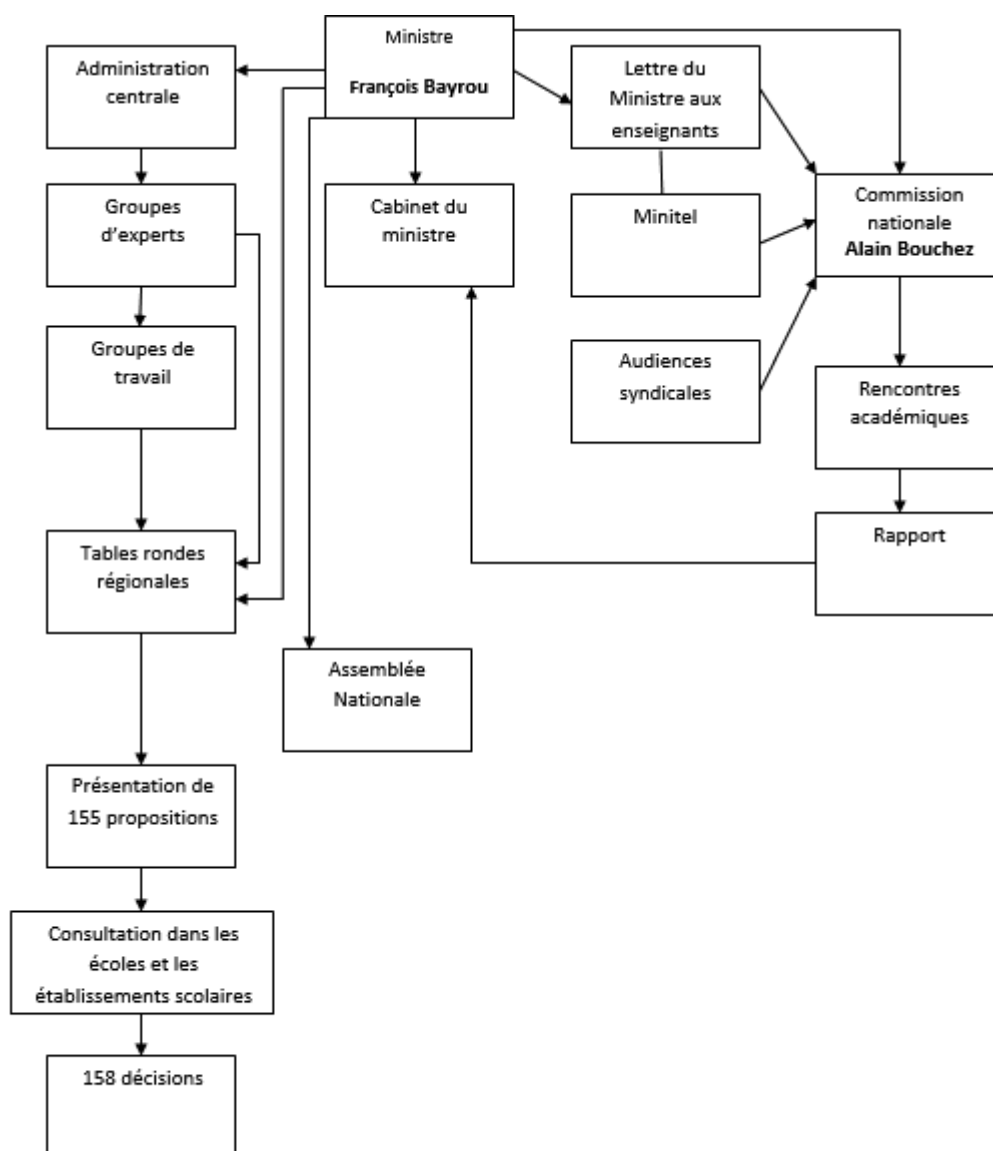 Ministre
François Bayrou
Administration
centrale
Lettre du
Ministre aux
enseignants
Groupes
d'experts
Cabinet du
ministre
Minitel
Commission
nationale
Alain Bouchez
Groupes de
travail
Audiences
syndicales
Rencontres
académiques
Tables rondes
régionales
Rapport
Assemblée
Nationale
Présentation de
155 propositions
Consultation dans les
écoles et les
établissements scolaires
158 décisions